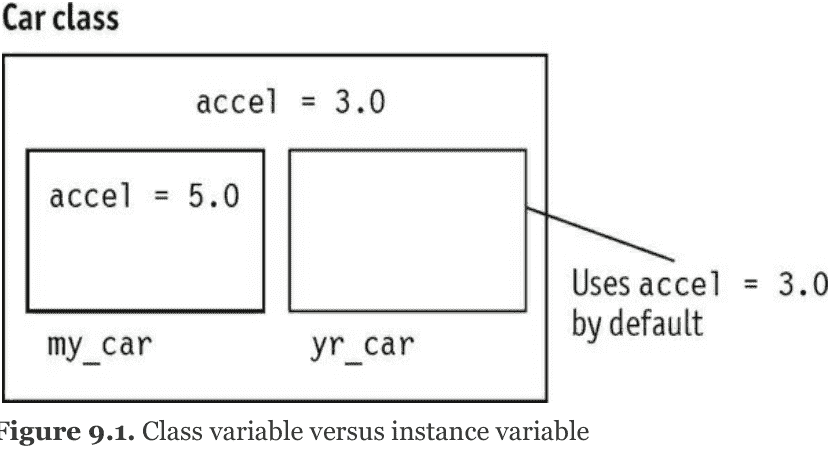 Car class
accel = 3.0
accel = 5.0
my_car
yr_car
Uses accel = 3.0
by default
Figure 9.1. Class variable versus instance variable